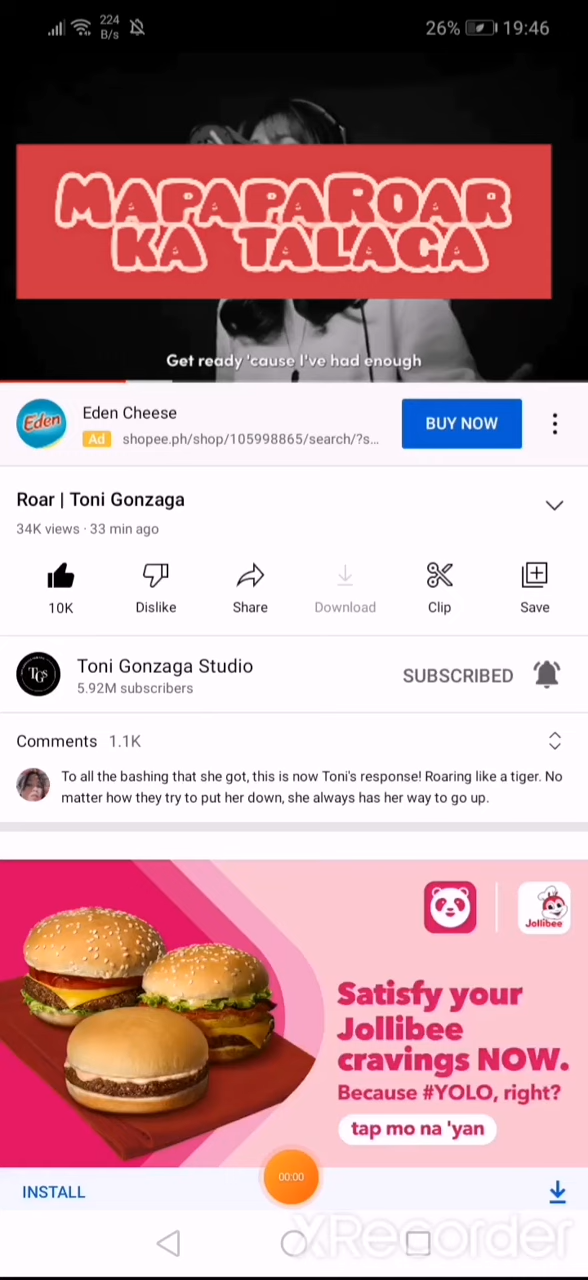 224
B/s
26%
19:46
MAPAPAROAR
KA TALAGA
Get ready 'cause I've had enough
Eden
Eden Cheese
Ad shopee.ph/shop/105998865/search/?s...
BUY NOW
Roar | Toni Gonzaga
34K views · 33 min ago
10K
Dislike
Share
Download
Clip
Save
TGS
Toni Gonzaga Studio
5.92M subscribers
SUBSCRIBED
Comments 1.1K
To all the bashing that she got, this is now Toni's response! Roaring like a tiger. No
matter how they try to put her down, she always has her way to go up.
Jollibee
Satisfy your
Jollibee
cravings NOW.
Because #YOLO, right?
tap mo na 'yan
INSTALL
00:00
XRecorder